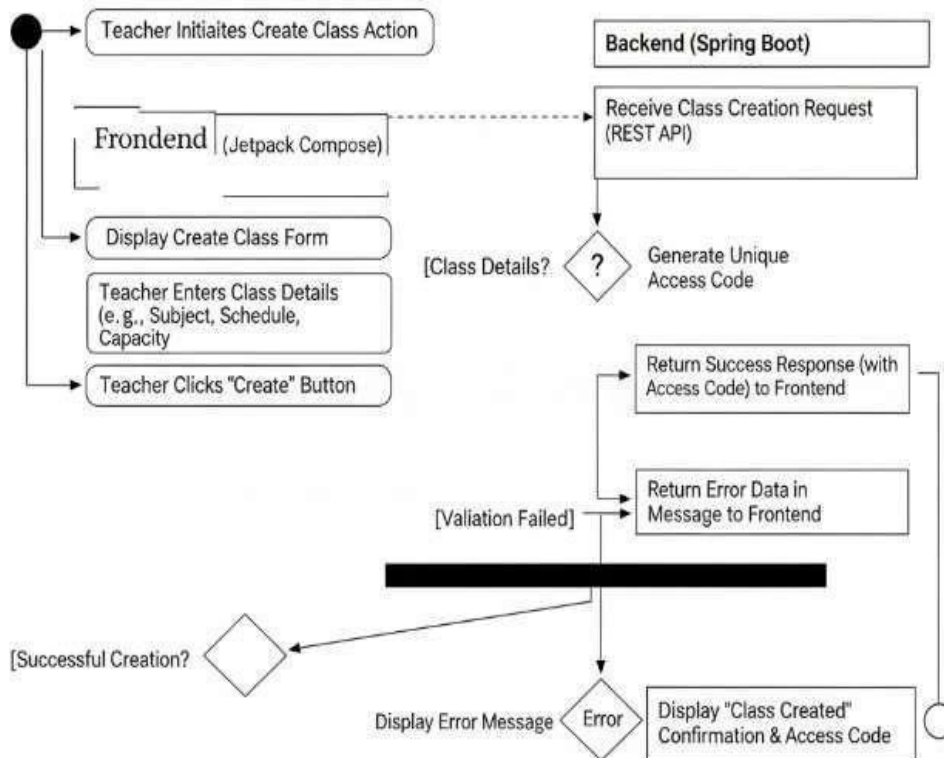 Teacher Initiaites Create Class Action
Backend (Spring Boot)
Receive Class Creation Request
(REST API)
Frondend (Jetpack Compose)
Display Create Class Form
[Class Details?
?
Generate Unique
Access Code
Teacher Enters Class Details
(e. g., Subject, Schedule,
Capacity
Teacher Clicks "Create" Button
Return Success Response (with
Access Code) to Frontend
Return Error Data in
Message to Frontend
[Valiation Failed]
[Successful Creation?
Display Error Message
Error
Display "Class Created"
Confirmation & Access Code